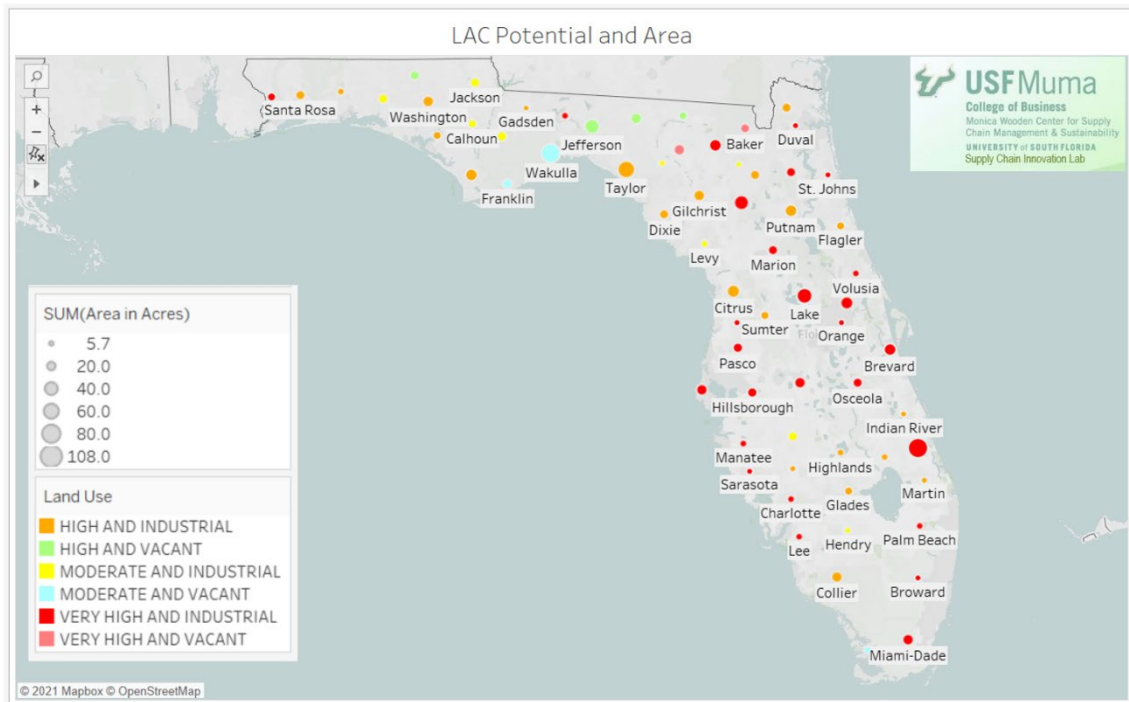 LAC Potential and Area
USF Muma
College of Business
Monica Wooden Center for Supply
Chain Management & Sustainability
UNIVERSITY of SOUTH FLORIDA
Supply Chain Innovation Lab
Santa Rosa
Jackson
Washington
Gadsden
Calhoun
Jefferson
Baker
Duval
Wakulla
Taylor
St. Johns
Franklin
Gilchrist
Dixie
Putnam
Flagler
Levy
Marion
Volusia
Citrus
Lake
Sumter
Orange
Pasco
Brevard
Osceola
Hillsborough
Indian River
Manatee
Highlands
Sarasota
Martin
Charlotte
Glades
Lee
Hendry
Palm Beach
Collier
Broward
Miami-Dade
SUM(Area in Acres)
5.7
20.0
40.0
60.0
80.0
108.0
Land Use
HIGH AND INDUSTRIAL
HIGH AND VACANT
MODERATE AND INDUSTRIAL
MODERATE AND VACANT
VERY HIGH AND INDUSTRIAL
VERY HIGH AND VACANT
© 2021 Mapbox © OpenStreetMap